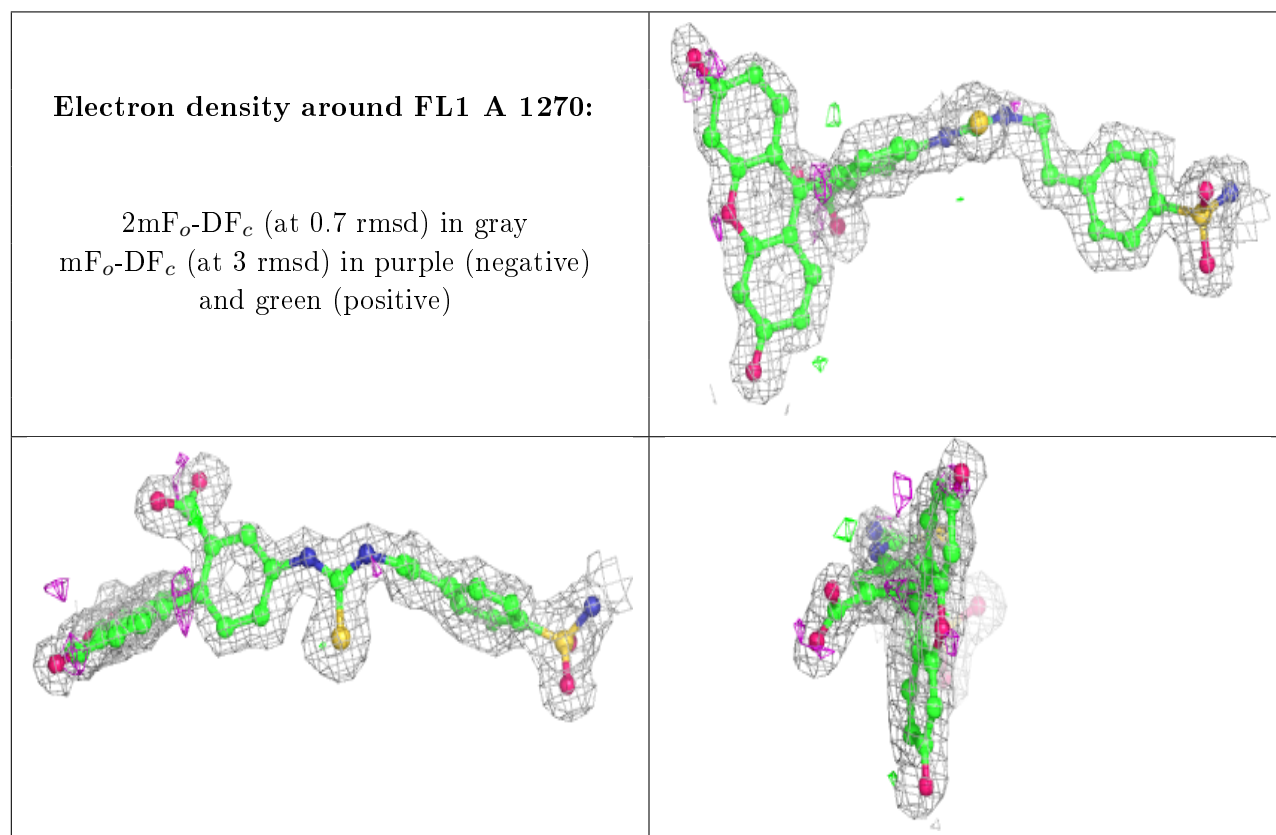 Electron density around FL1 A 1270:
2mFo-DFc (at 0.7 rmsd) in gray
mFo-DFc (at 3 rmsd) in purple (negative)
and green (positive)